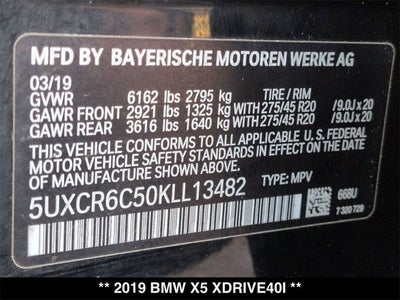 MFD BY BAYERISCHE MOTOREN WERKE AG
03/19
GVWR 6162 lbs 2795 kg TIRE / RIM
GAWR FRONT 2921 lbs 1325 kg WITH 275/45 R20 /9.0J x 20
GAWR REAR 3616 lbs 1640 kg WITH 275/45 R20 /9.0J x 20
THIS VEHICLE CONFORMS TO ALL APPLICABLE U.S. FEDERAL
MOTOR VEHICLE SAFETY STANDARDS IN EFFECT ON THE
DATE OF MANUFACTURE SHOWN ABOVE.
5UXCR6C50KLL13482 TYPE: MPV
668U
7 320 729
** 2019 BMW X5 XDRIVE40I **